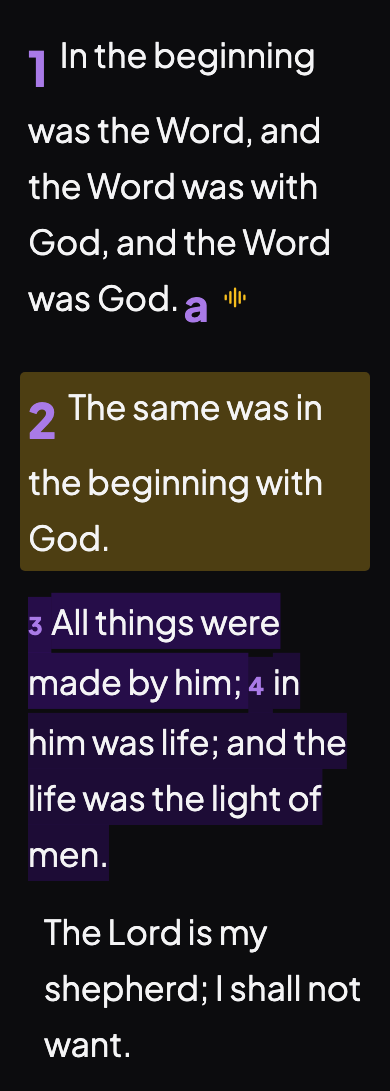 1 In the beginning
was the Word, and
the Word was with
God, and the Word
was God. a
2 The same was in
the beginning with
God.
3 All things were
made by him; 4 in
him was life; and the
life was the light of
men.
The Lord is my
shepherd; I shall not
want.